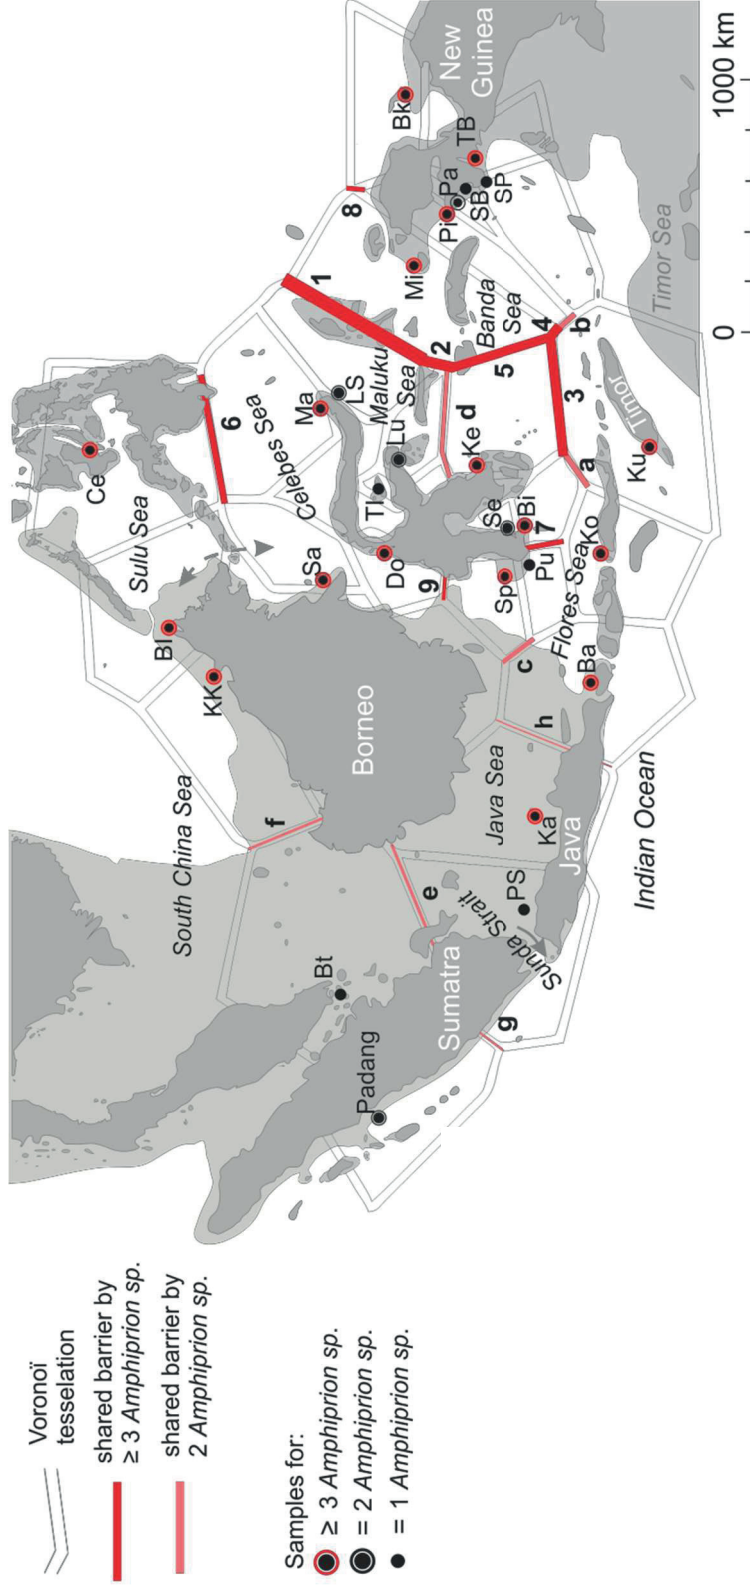 Voronoï
tesselation
shared barrier by
≥ 3 Amphiprion sp.
shared barrier by
2 Amphiprion sp.
Samples for:
≥ 3 Amphiprion sp.
= 2 Amphiprion sp.
= 1 Amphiprion sp.
South China Sea
Sulu Sea
Celebes Sea
Maluku
Sea
Banda
Sea
Timor Sea
Flores Sea
Java Sea
Indian Ocean
Sunda Strait
Sumatra
Borneo
Java
Timor
New
Guinea
Padang
Bt
PS
Ka
KK
Bl
Ce
Sa
Do
Tl
Lu
LS
Ma
Ke
Se
Bi
Sp
Pu
Ba
Ko
Ku
Mi
Pi
Pa
SB
SP
TB
Bk
1
2
3
4
5
6
7
8
9
a
b
c
d
e
f
g
h
0
1000 km